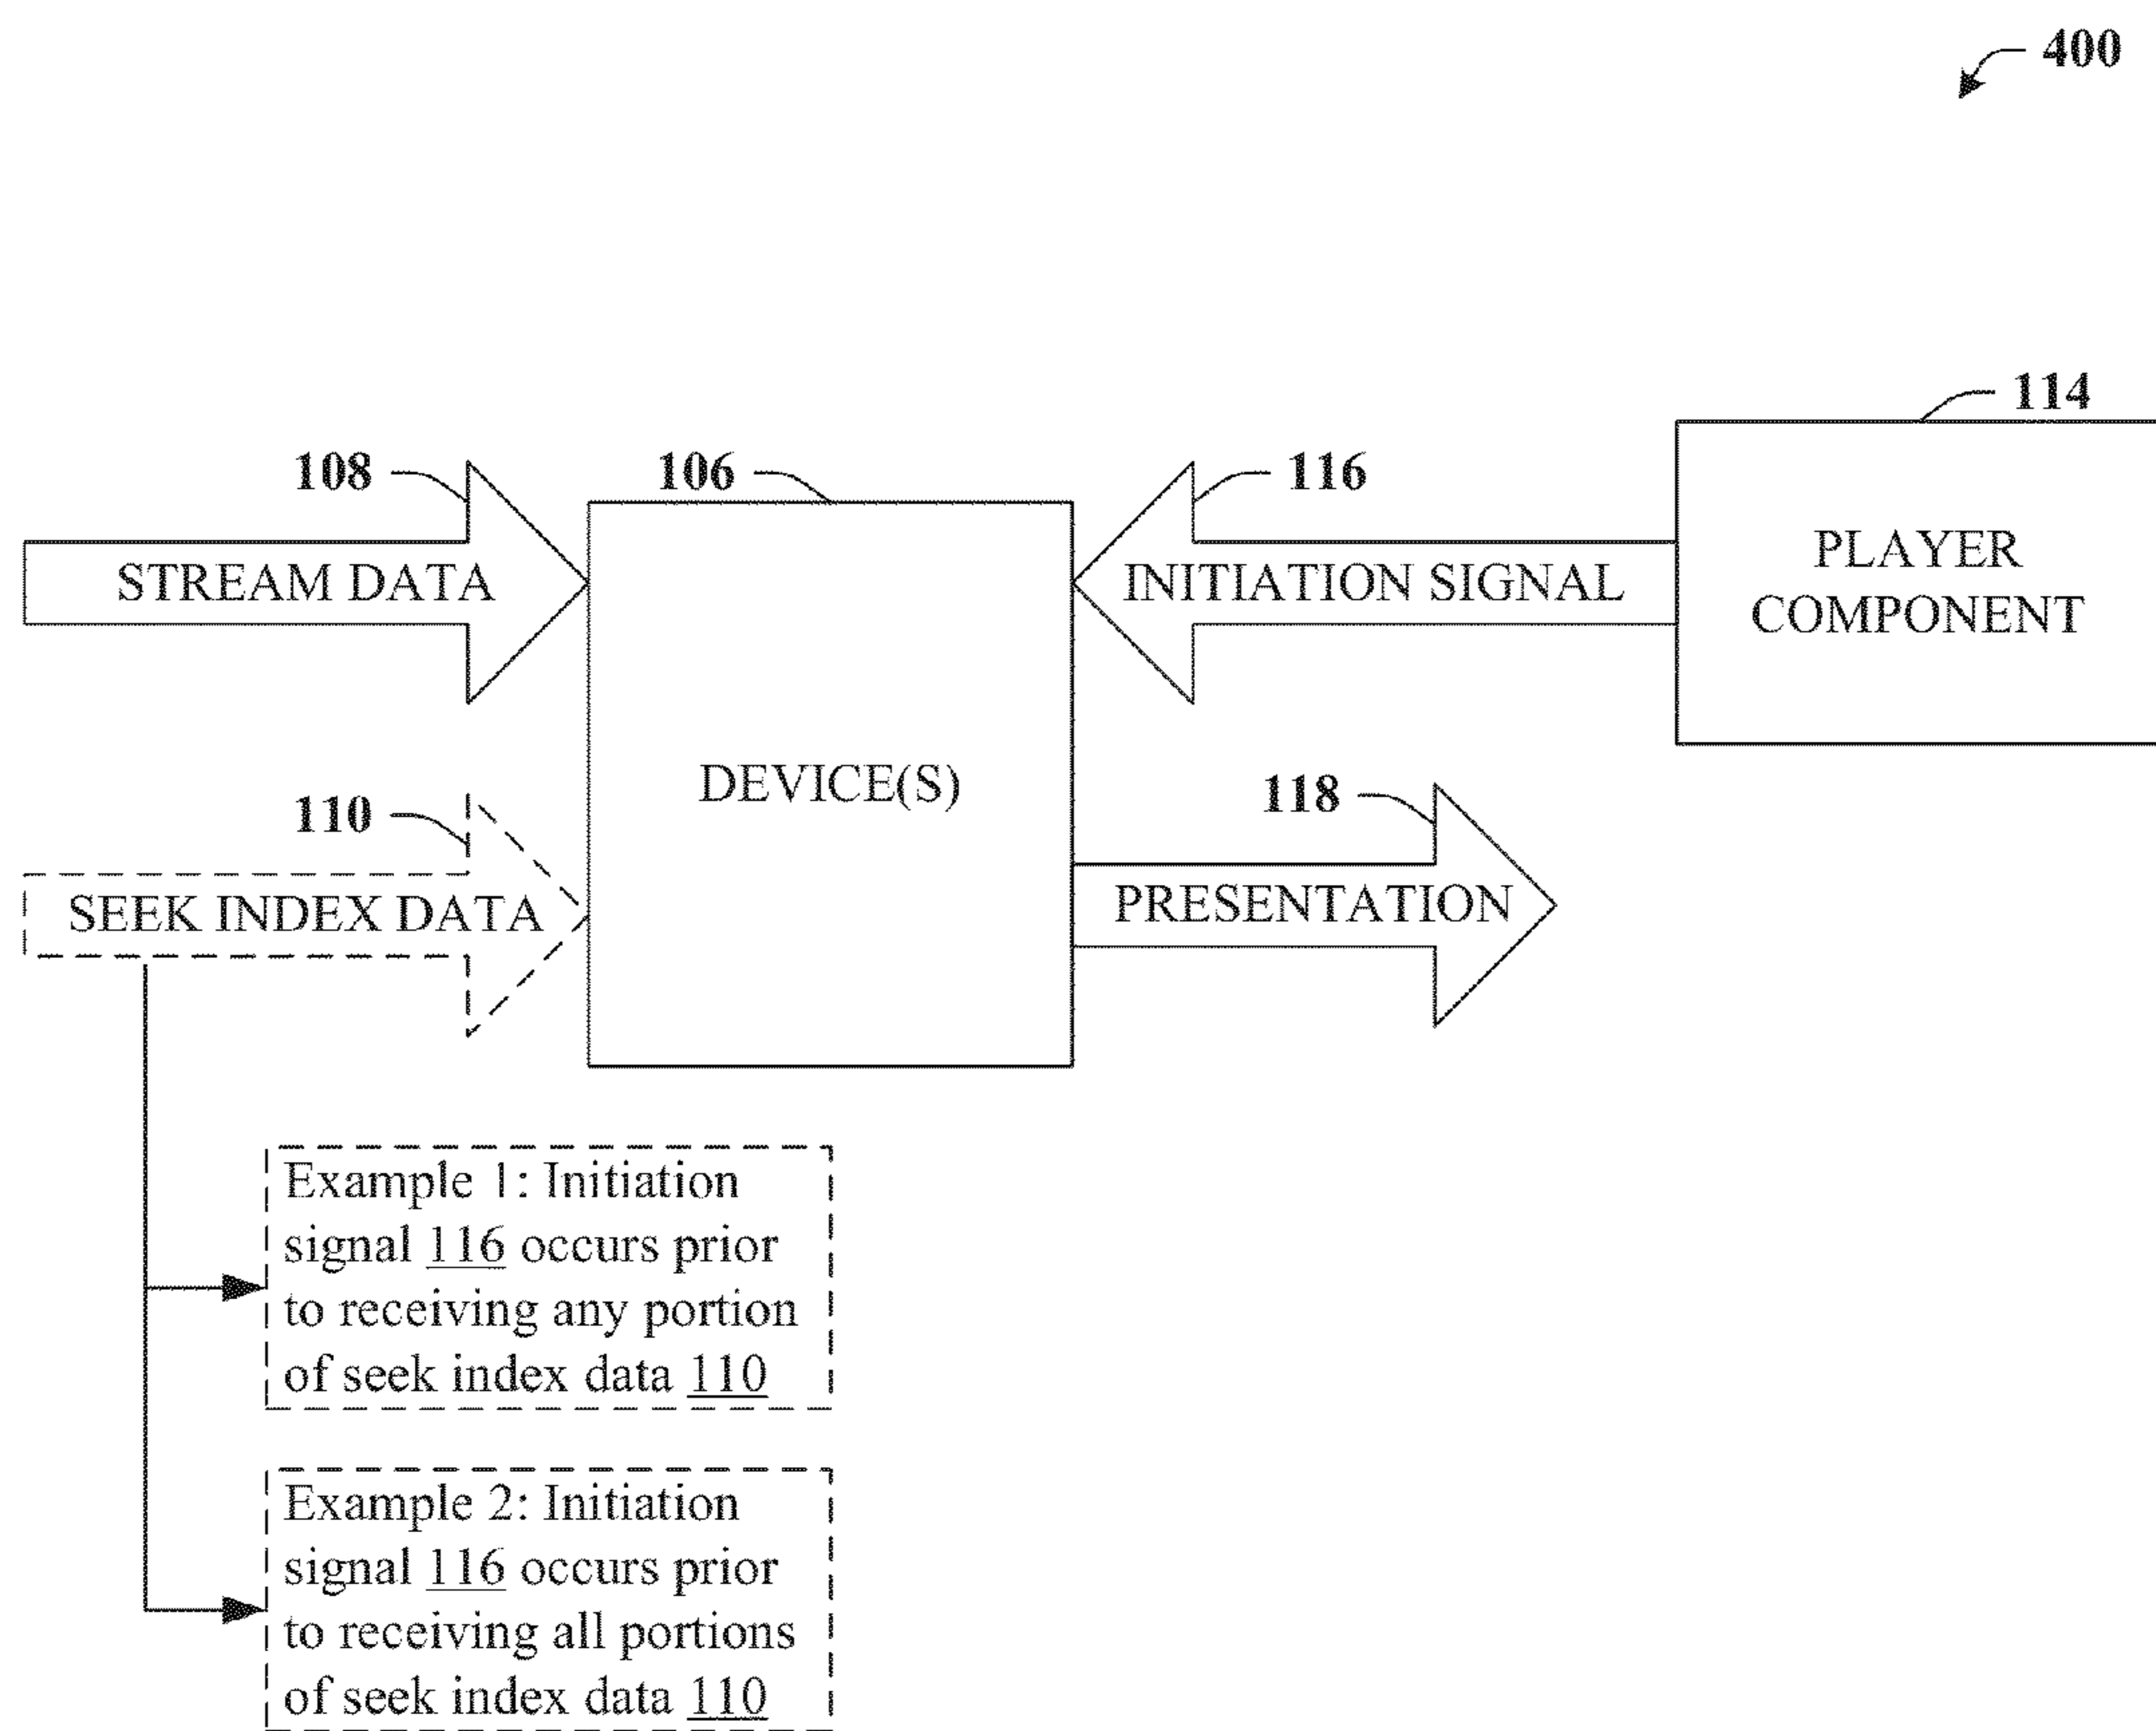 400
114
108
106
116
STREAM DATA
INITIATION SIGNAL
PLAYER
COMPONENT
DEVICE(S)
110
118
SEEK INDEX DATA
PRESENTATION
Example 1: Initiation
signal 116 occurs prior
to receiving any portion
of seek index data 110
Example 2: Initiation
signal 116 occurs prior
to receiving all portions
of seek index data 110